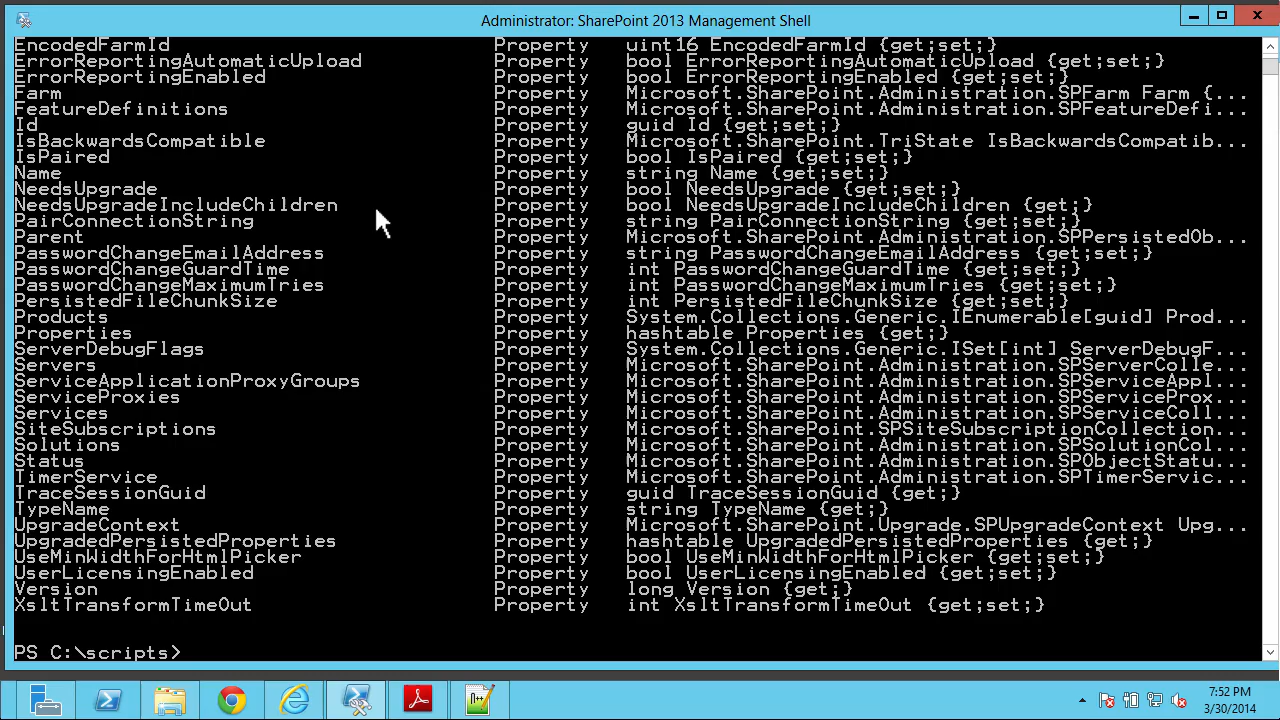 Administrator: SharePoint 2013 Management Shell
EncodedFarmId Property uint16 EncodedFarmId {get;set;}
ErrorReportingAutomaticUpload Property bool ErrorReportingAutomaticUpload {get;set;}
ErrorReportingEnabled Property bool ErrorReportingEnabled {get;set;}
Farm Property Microsoft.SharePoint.Administration.SPFarm Farm {...
FeatureDefinitions Property Microsoft.SharePoint.Administration.SPFeatureDefi...
Id Property guid Id {get;set;}
IsBackwardsCompatible Property Microsoft.SharePoint.TriState IsBackwardsCompatib...
IsPaired Property bool IsPaired {get;set;}
Name Property string Name {get;set;}
NeedsUpgrade Property bool NeedsUpgrade {get;set;}
NeedsUpgradeIncludeChildren Property bool NeedsUpgradeIncludeChildren {get;}
PairConnectionString Property string PairConnectionString {get;set;}
Parent Property Microsoft.SharePoint.Administration.SPPersistedOb...
PasswordChangeEmailAddress Property string PasswordChangeEmailAddress {get;set;}
PasswordChangeGuardTime Property int PasswordChangeGuardTime {get;set;}
PasswordChangeMaximumTries Property int PasswordChangeMaximumTries {get;set;}
PersistedFileChunkSize Property int PersistedFileChunkSize {get;set;}
Products Property System.Collections.Generic.IEnumerable[guid] Prod...
Properties Property hashtable Properties {get;}
ServerDebugFlags Property System.Collections.Generic.ISet[int] ServerDebugF...
Servers Property Microsoft.SharePoint.Administration.SPServerColle...
ServiceApplicationProxyGroups Property Microsoft.SharePoint.Administration.SPServiceAppl...
ServiceProxies Property Microsoft.SharePoint.Administration.SPServiceProx...
Services Property Microsoft.SharePoint.Administration.SPServiceColl...
SiteSubscriptions Property Microsoft.SharePoint.SPSiteSubscriptionCollection...
Solutions Property Microsoft.SharePoint.Administration.SPSolutionCol...
Status Property Microsoft.SharePoint.Administration.SPObjectStatu...
TimerService Property Microsoft.SharePoint.Administration.SPTimerServic...
TraceSessionGuid Property guid TraceSessionGuid {get;}
TypeName Property string TypeName {get;}
UpgradeContext Property Microsoft.SharePoint.Upgrade.SPUpgradeContext Upg...
UpgradedPersistedProperties Property hashtable UpgradedPersistedProperties {get;}
UseMinWidthForHtmlPicker Property bool UseMinWidthForHtmlPicker {get;set;}
UserLicensingEnabled Property bool UserLicensingEnabled {get;set;}
Version Property long Version {get;}
XsltTransformTimeOut Property int XsltTransformTimeOut {get;set;}
PS C:\scripts>
7:52 PM
3/30/2014